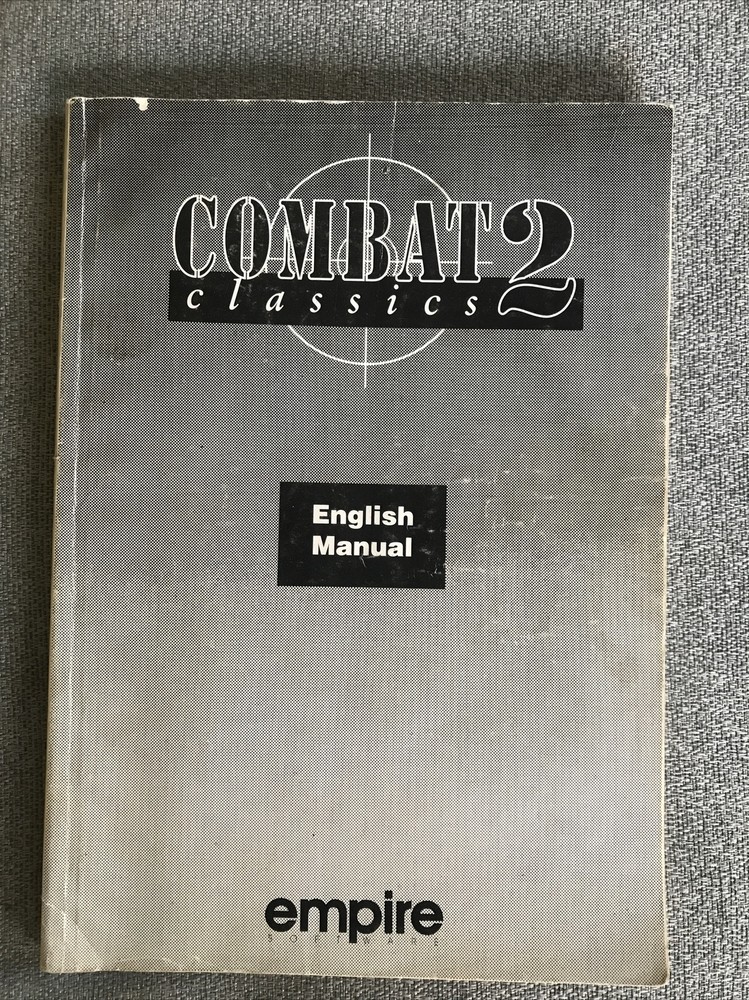 COMBAT 2
classics
English
Manual
empire
SOFTWARE